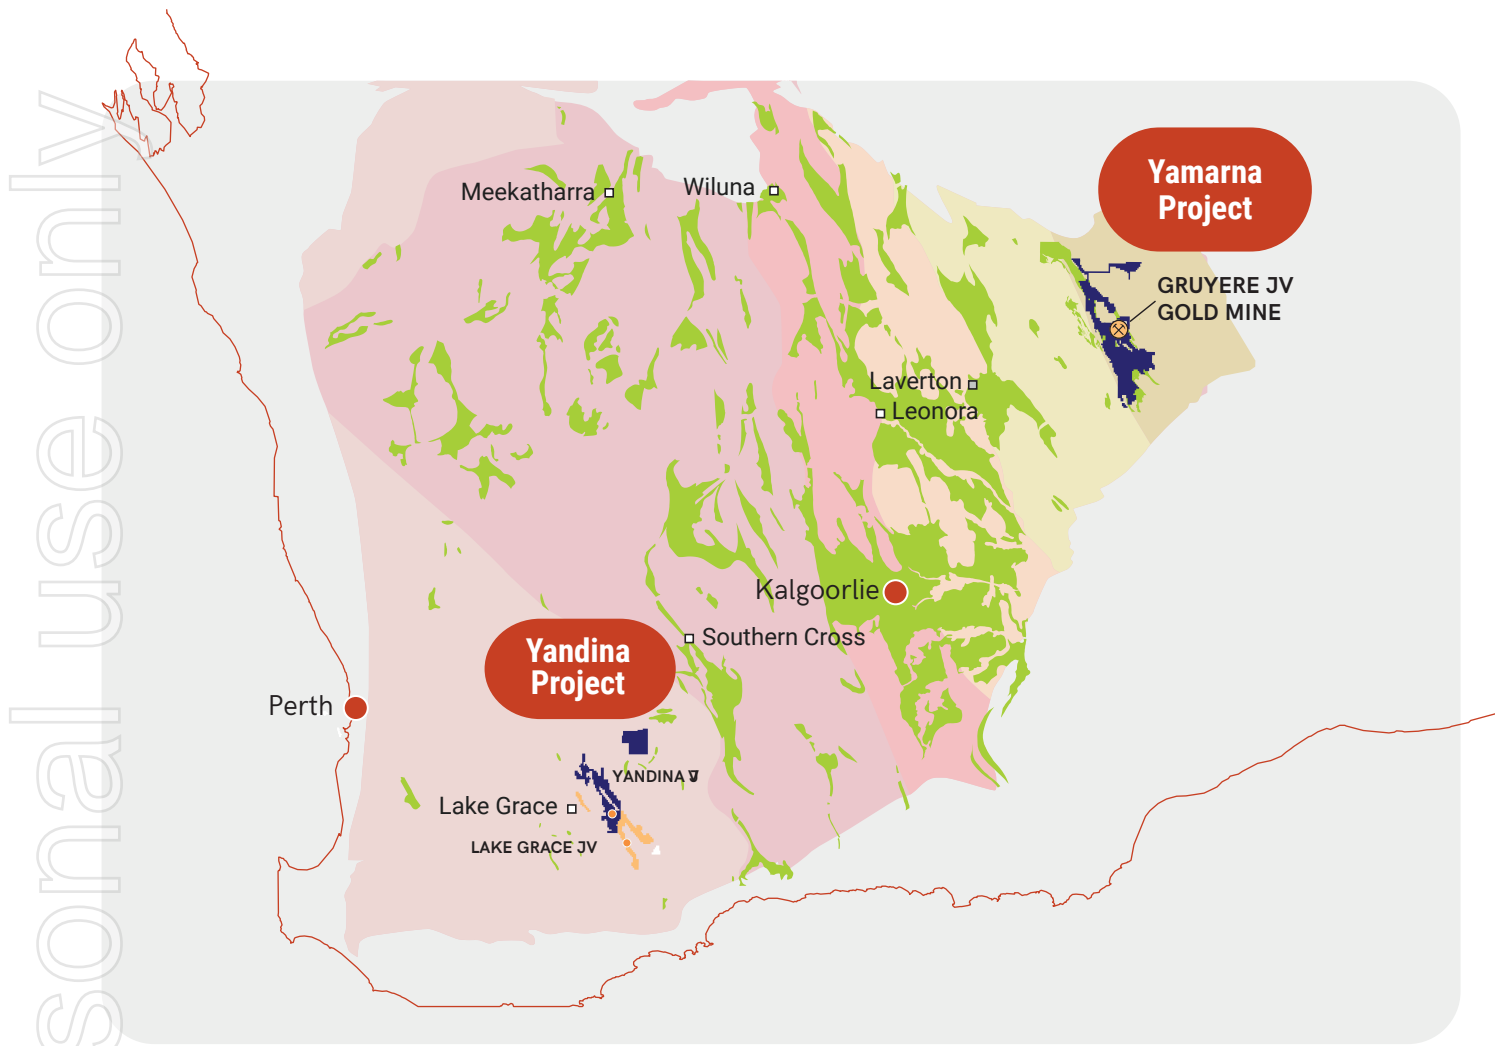 sonal use only
Yamarna
Project
Meekatharra
Wiluna
GRUYERE JV
GOLD MINE
Laverton
Leonora
Kalgoorlie
Southern Cross
Yandina
Project
Perth
YANDINA
Lake Grace
LAKE GRACE JV